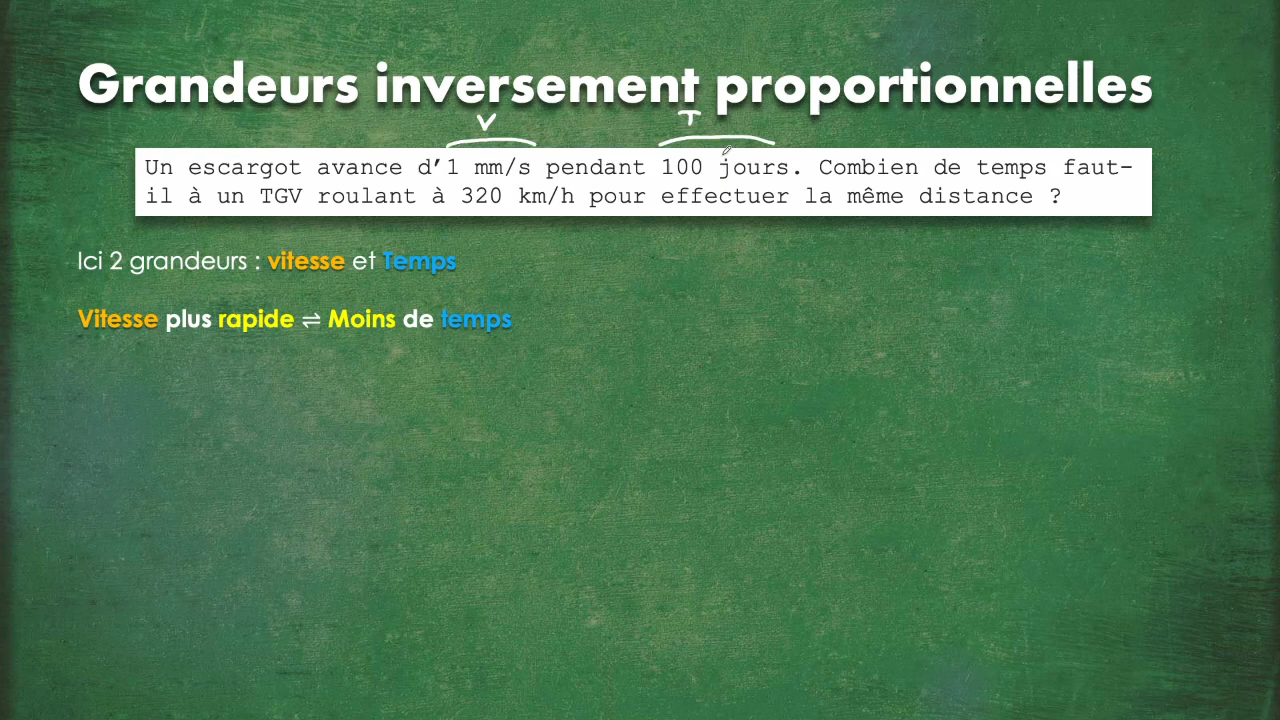 Grandeurs inversement proportionnelles
V T
Un escargot avance d’1 mm/s pendant 100 jours. Combien de temps faut-
il à un TGV roulant à 320 km/h pour effectuer la même distance ?
Ici 2 grandeurs : vitesse et Temps
Vitesse plus rapide ⇌ Moins de temps